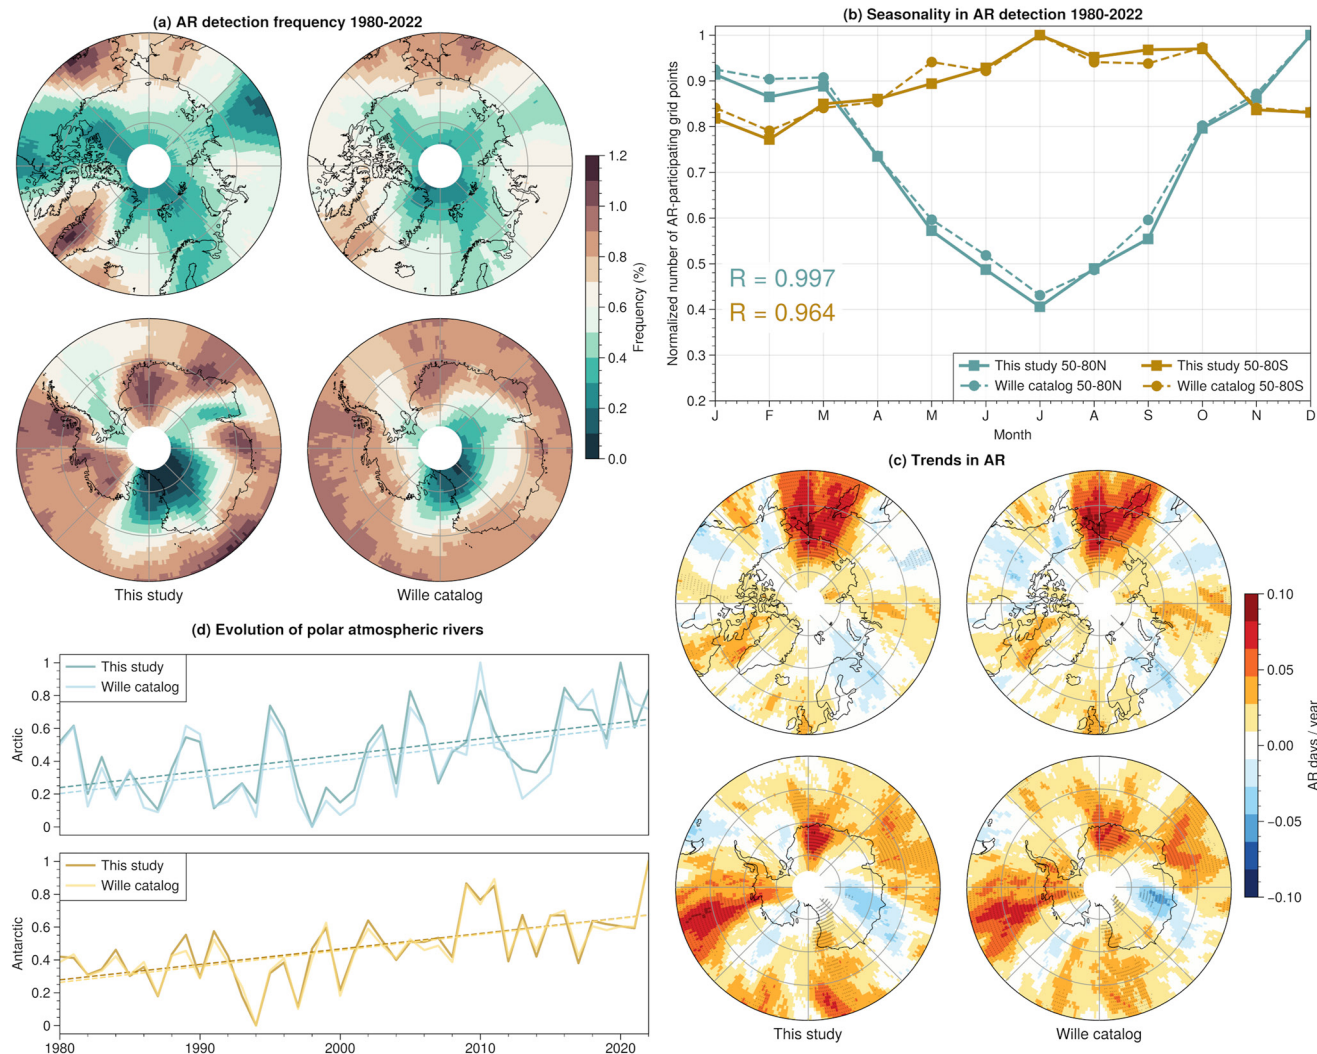 (a) AR detection frequency 1980-2022
1.2
1.0
0.8
0.6
0.4
0.2
0.0
Frequency (%)
This study
Wille catalog
(b) Seasonality in AR detection 1980-2022
Normalized number of AR-participating grid points
1
0.9
0.8
0.7
0.6
0.5
0.4
0.3
0.2
R = 0.997
R = 0.964
This study 50-80N
Wille catalog 50-80N
This study 50-80S
Wille catalog 50-80S
J F M A M J J A S O N D
Month
(c) Trends in AR
0.10
0.05
0.00
−0.05
−0.10
AR days / year
This study
Wille catalog
(d) Evolution of polar atmospheric rivers
Arctic
1
0.8
0.6
0.4
0.2
0
This study
Wille catalog
Antarctic
1
0.8
0.6
0.4
0.2
0
This study
Wille catalog
1980 1990 2000 2010 2020